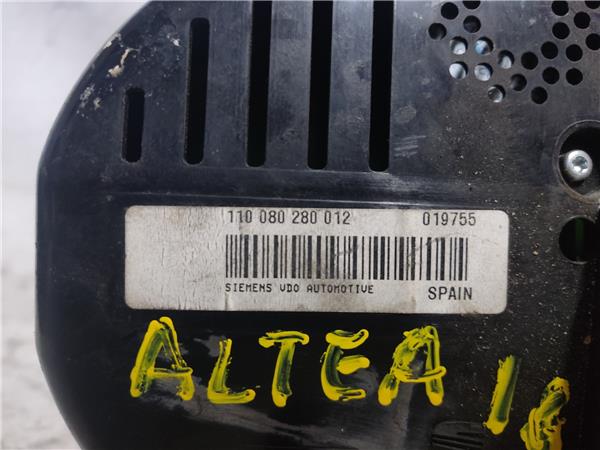 110 080 280 012 019755
SIEMENS VDO AUTOMOTIVE SPAIN
ALTEA